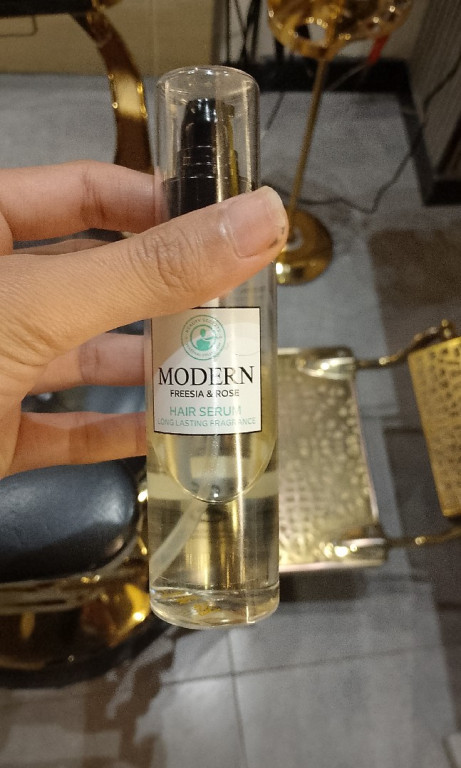 MODERN
FREESIA & ROSE
HAIR SERUM
LONG LASTING FRAGRANCE